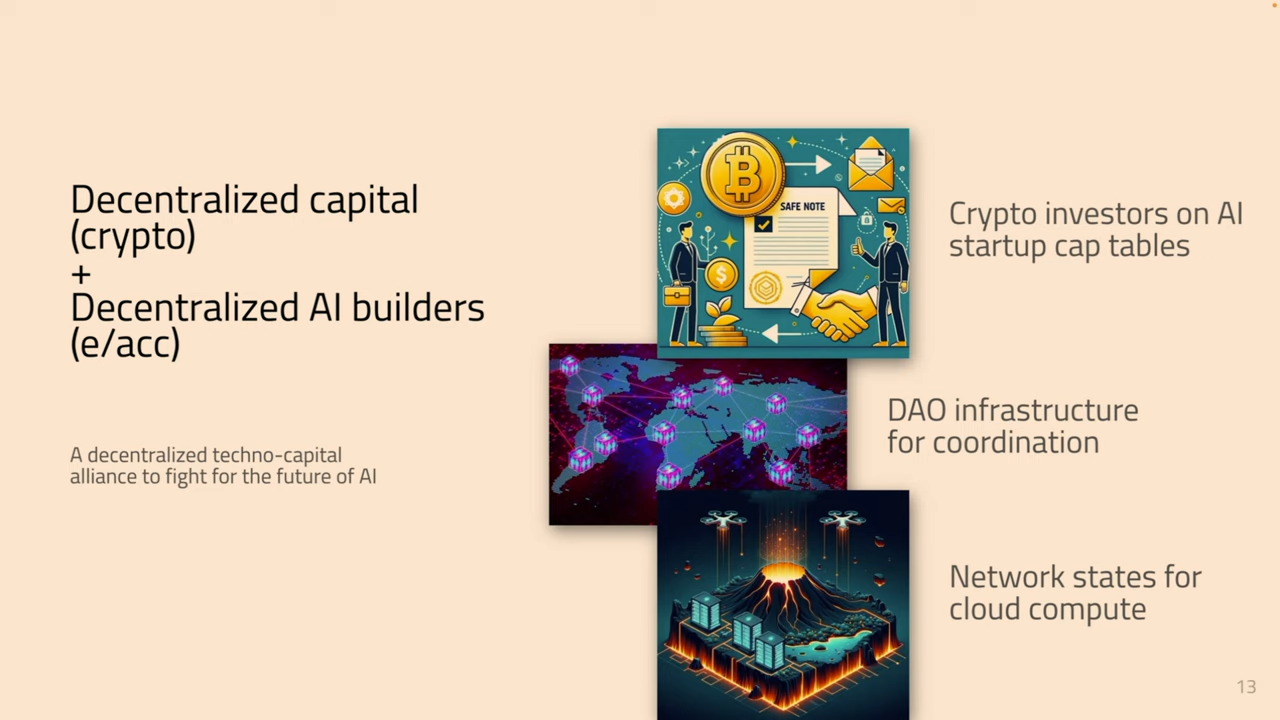 Decentralized capital
(crypto)
+
Decentralized AI builders
(e/acc)
A decentralized techno-capital
alliance to fight for the future of AI
SAFE NOTE
Crypto investors on AI
startup cap tables
DAO infrastructure
for coordination
Network states for
cloud compute
13